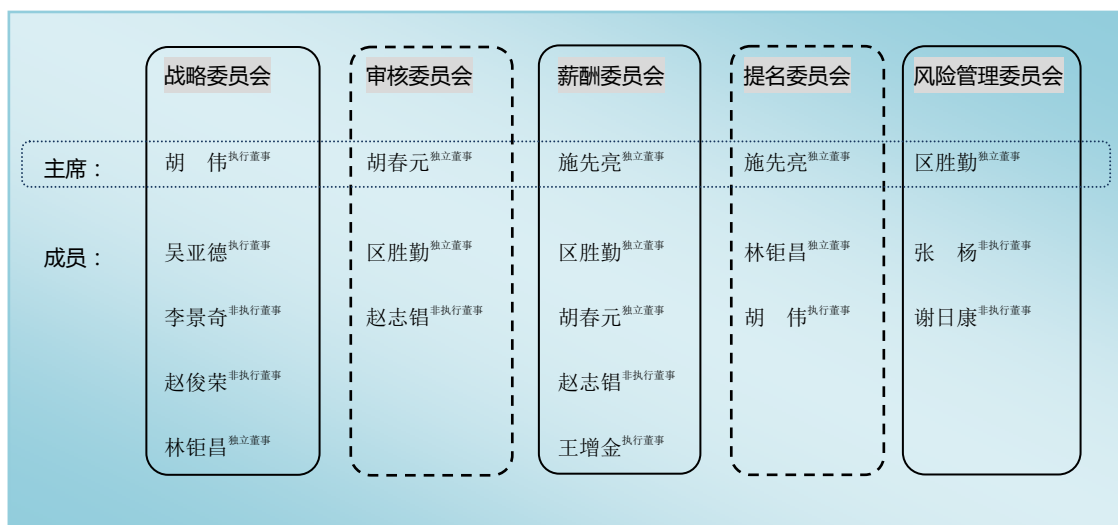 战略委员会 审核委员会 薪酬委员会 提名委员会 风险管理委员会
主席： 胡　伟执行董事 胡春元独立董事 施先亮独立董事 施先亮独立董事 区胜勤独立董事
成员： 吴亚德执行董事 区胜勤独立董事 区胜勤独立董事 林钜昌独立董事 张　杨非执行董事
李景奇非执行董事 赵志锠非执行董事 胡春元独立董事 胡　伟执行董事 谢日康非执行董事
赵俊荣非执行董事 赵志锠非执行董事
林钜昌独立董事 王增金执行董事